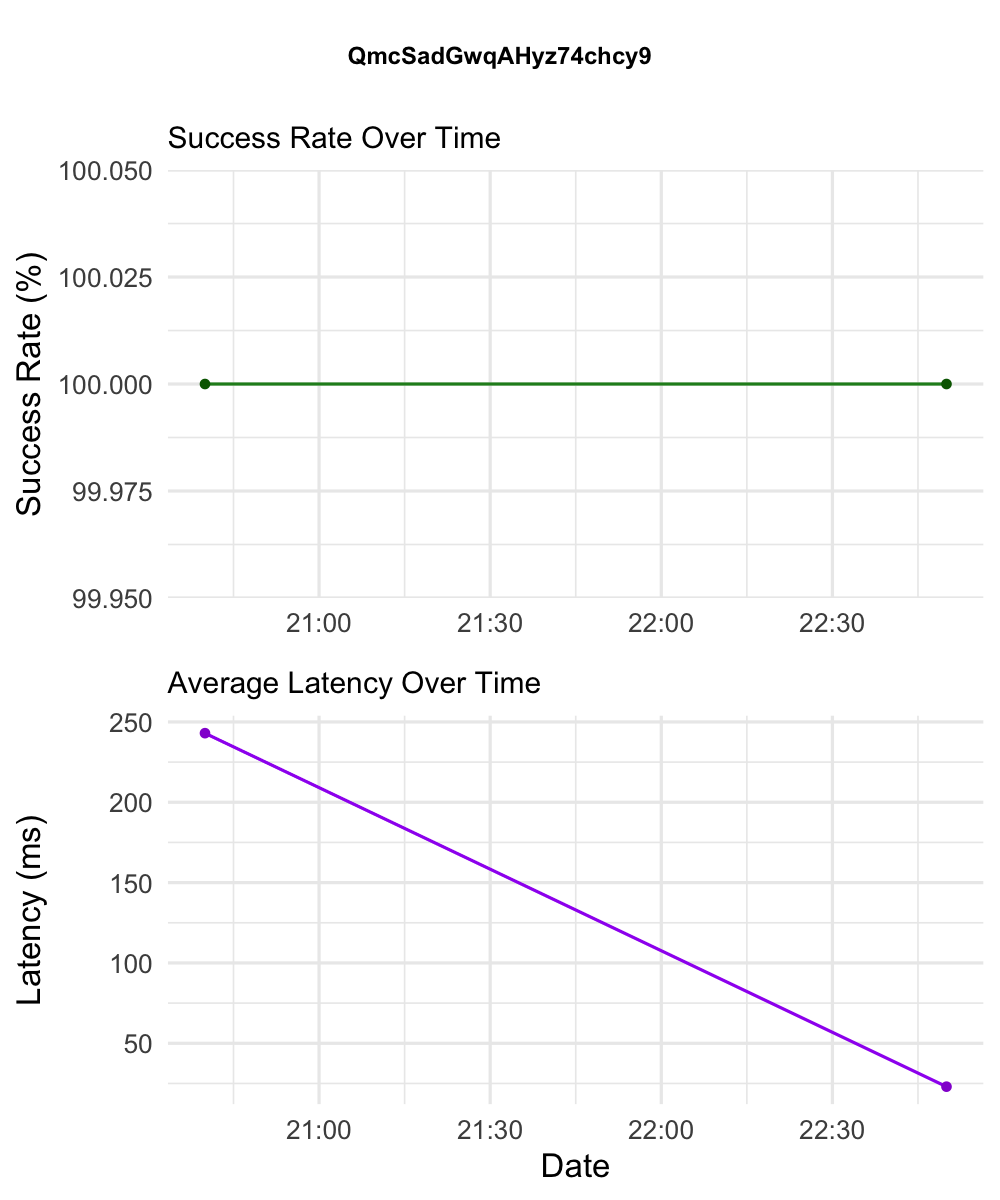 QmcSadGwqAHyz74chcy9
Success Rate Over Time
Success Rate (%)
100.050
100.025
100.000
99.975
99.950
21:00 21:30 22:00 22:30
Average Latency Over Time
Latency (ms)
250
200
150
100
50
21:00 21:30 22:00 22:30
Date